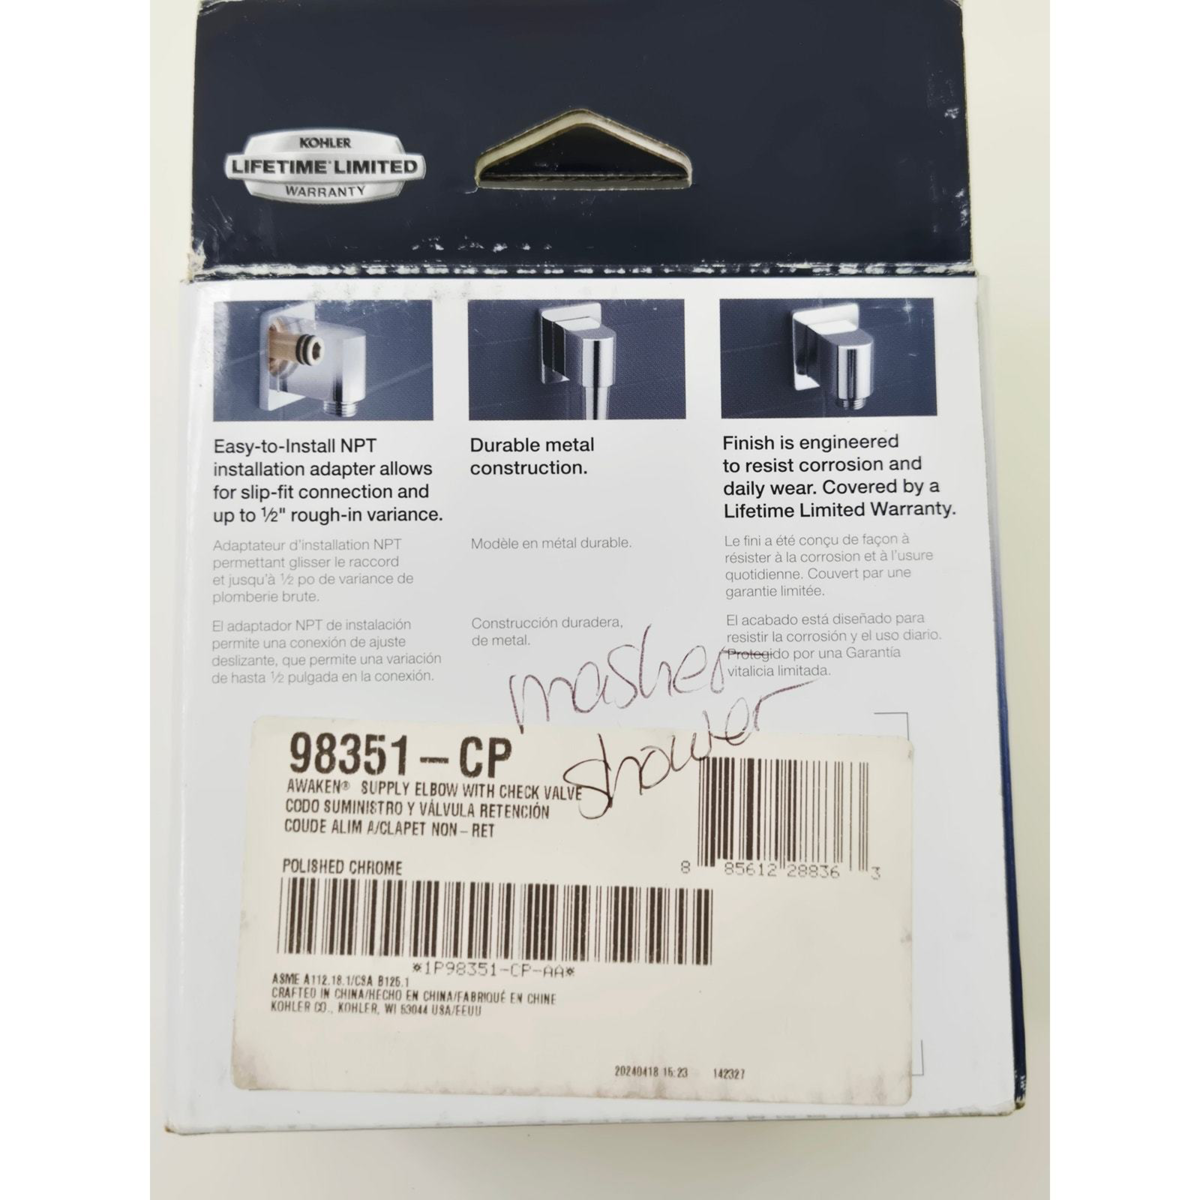 KOHLER
LIFETIME® LIMITED
WARRANTY
Easy-to-Install NPT
installation adapter allows
for slip-fit connection and
up to ½" rough-in variance.
Adaptateur d'installation NPT
permettant glisser le raccord
et jusqu'à ½ po de variance de
plomberie brute.
El adaptador NPT de instalación
permite una conexión de ajuste
deslizante, que permite una variación
de hasta ½ pulgada en la conexión.
Durable metal
construction.
Modèle en métal durable.
Construcción duradera,
de metal.
Finish is engineered
to resist corrosion and
daily wear. Covered by a
Lifetime Limited Warranty.
Le fini a été conçu de façon à
résister à la corrosion et à l'usure
quotidienne. Couvert par une
garantie limitée.
El acabado está diseñado para
resistir la corrosión y el uso diario.
Protegido por una Garantía
vitalicia limitada.
masher
shower
98351-CP
AWAKEN® SUPPLY ELBOW WITH CHECK VALVE
CODO SUMINISTRO Y VÁLVULA RETENCIÓN
COUDE ALIM A/CLAPET NON-RET
POLISHED CHROME
8 85612 28836 3
*1P98351-CP-AA*
ASME A112.18.1/CSA B125.1
CRAFTED IN CHINA/HECHO EN CHINA/FABRIQUÉ EN CHINE
KOHLER CO., KOHLER, WI 53044 USA/EEUU
20240418 15:23 142327